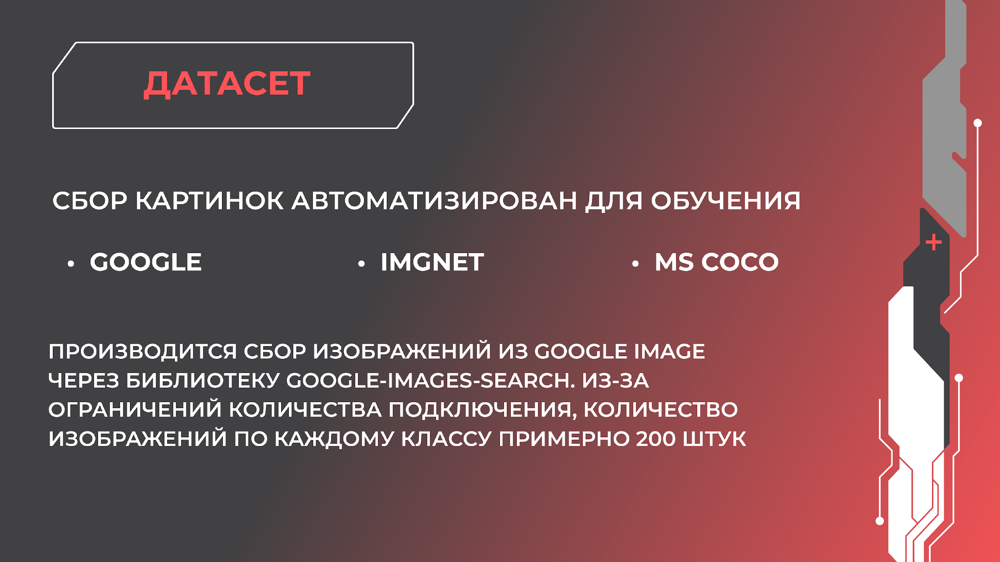 ДАТАСЕТ
СБОР КАРТИНОК АВТОМАТИЗИРОВАН ДЛЯ ОБУЧЕНИЯ
• GOOGLE • IMGNET • MS COCO
ПРОИЗВОДИТСЯ СБОР ИЗОБРАЖЕНИЙ ИЗ GOOGLE IMAGE
ЧЕРЕЗ БИБЛИОТЕКУ GOOGLE-IMAGES-SEARCH. ИЗ-ЗА
ОГРАНИЧЕНИЙ КОЛИЧЕСТВА ПОДКЛЮЧЕНИЯ, КОЛИЧЕСТВО
ИЗОБРАЖЕНИЙ ПО КАЖДОМУ КЛАССУ ПРИМЕРНО 200 ШТУК